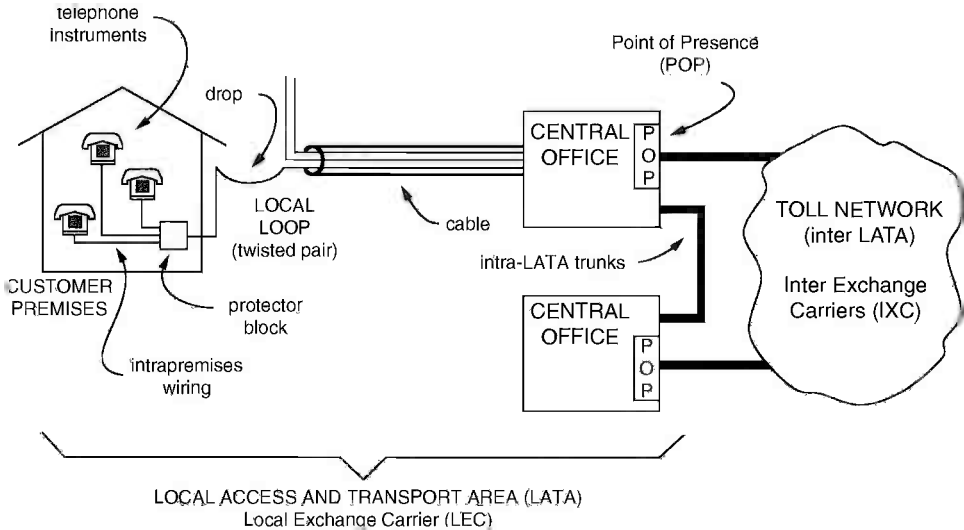 telephone
instruments
drop
Point of Presence
(POP)
CENTRAL
OFFICE
P
O
P
LOCAL
LOOP
(twisted pair)
cable
intra-LATA trunks
TOLL NETWORK
(inter LATA)
Inter Exchange
Carriers (IXC)
CUSTOMER
PREMISES
protector
block
intrapremises
wiring
CENTRAL
OFFICE
P
O
P
LOCAL ACCESS AND TRANSPORT AREA (LATA)
Local Exchange Carrier (LEC)